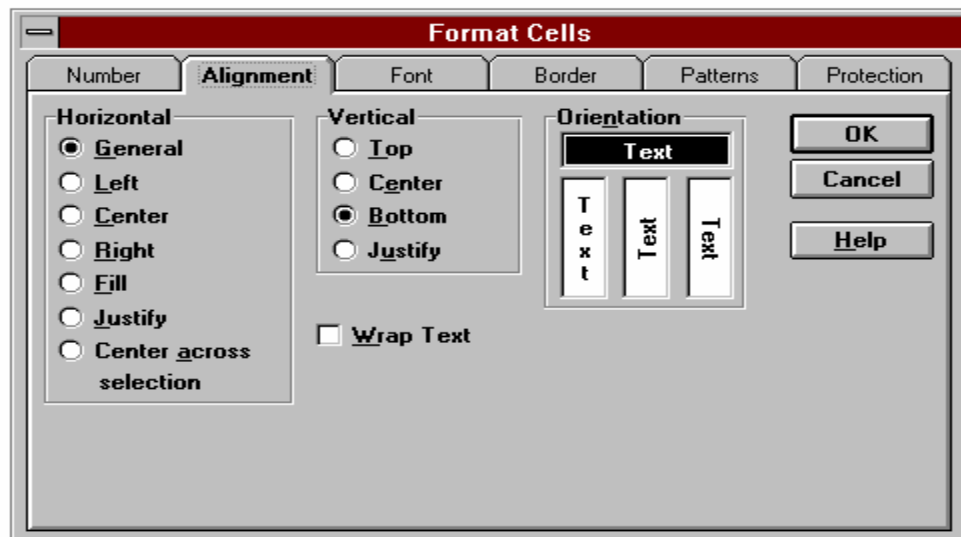 Format Cells
Number Alignment Font Border Patterns Protection
Horizontal
General
Left
Center
Right
Fill
Justify
Center across
selection
Vertical
Top
Center
Bottom
Justify
Wrap Text
Orientation
Text
Text
Text
Text
OK
Cancel
Help